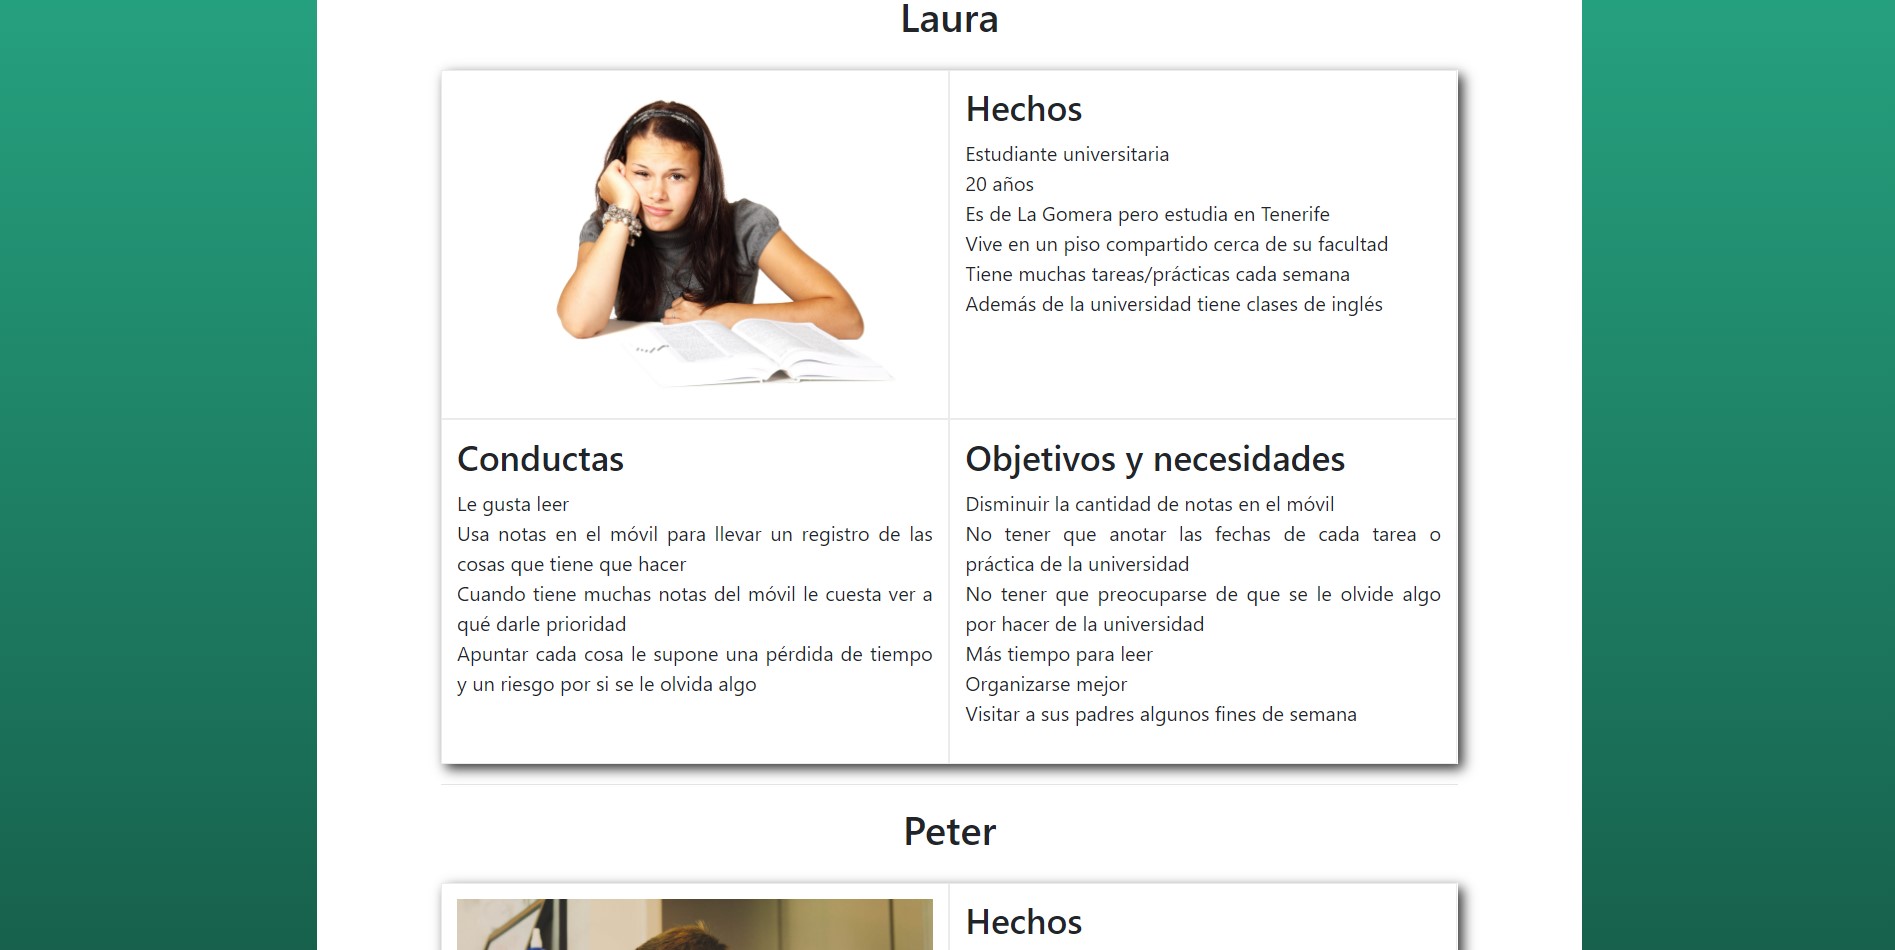 Laura
Hechos
Estudiante universitaria
20 años
Es de La Gomera pero estudia en Tenerife
Vive en un piso compartido cerca de su facultad
Tiene muchas tareas/prácticas cada semana
Además de la universidad tiene clases de inglés
Conductas
Le gusta leer
Usa notas en el móvil para llevar un registro de las
cosas que tiene que hacer
Cuando tiene muchas notas del móvil le cuesta ver a
qué darle prioridad
Apuntar cada cosa le supone una pérdida de tiempo
y un riesgo por si se le olvida algo
Objetivos y necesidades
Disminuir la cantidad de notas en el móvil
No tener que anotar las fechas de cada tarea o
práctica de la universidad
No tener que preocuparse de que se le olvide algo
por hacer de la universidad
Más tiempo para leer
Organizarse mejor
Visitar a sus padres algunos fines de semana
Peter
Hechos